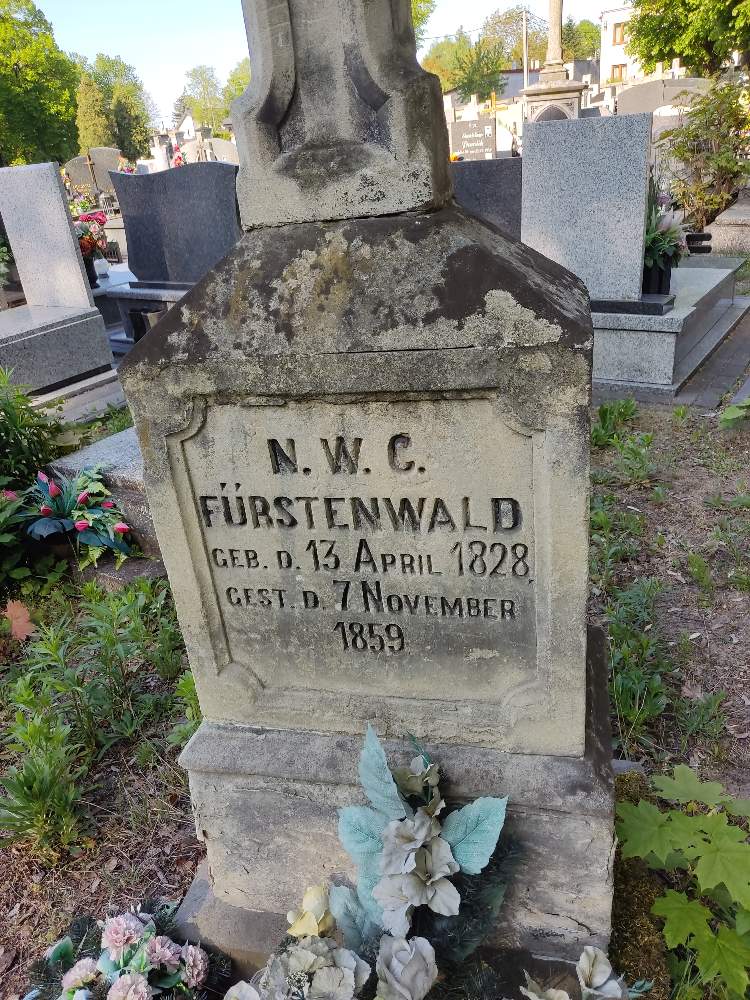 N. W. C.
FÜRSTENWALD
GEB. D. 13 APRIL 1828,
GEST. D. 7 NOVEMBER
1859